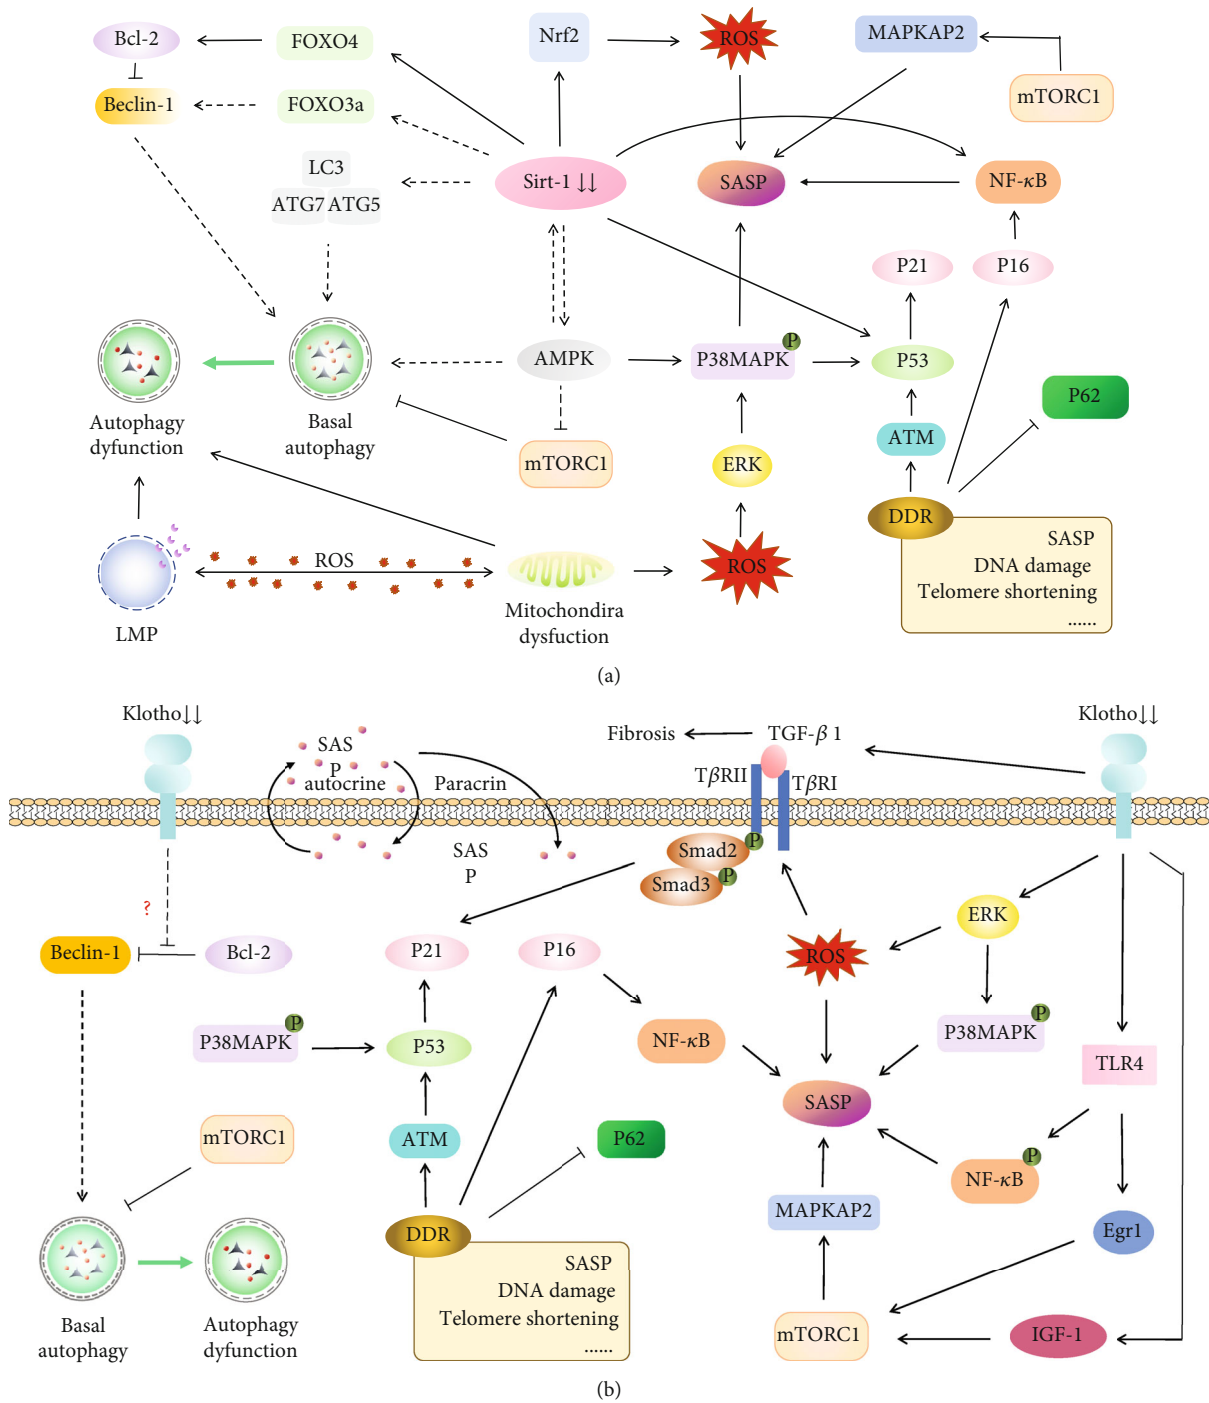 Bcl-2
FOXO4
Nrf2
ROS
MAPKAP2
mTORC1
Beclin-1
FOXO3a
LC3
ATG7 ATG5
Sirt-1 ↓↓
SASP
NF-κB
P21
P16
AMPK
P38MAPK
P
P53
P62
Autophagy
dyfunction
Basal
autophagy
mTORC1
ERK
ATM
DDR
SASP
DNA damage
Telomere shortening
......
ROS
ROS
LMP
Mitochondira
dysfuction
(a)
Klotho↓↓
SAS
P
autocrine
Paracrin
SAS
P
Fibrosis
TGF-β 1
TβRII
TβRI
Klotho↓↓
Smad2
P
Smad3
P
?
Beclin-1
Bcl-2
P21
P16
ROS
ERK
P38MAPK
P
P53
NF-κB
P38MAPK
P
TLR4
SASP
mTORC1
ATM
P62
NF-κB
P
MAPKAP2
Egr1
DDR
SASP
DNA damage
Telomere shortening
......
Basal
autophagy
Autophagy
dyfunction
mTORC1
IGF-1
(b)